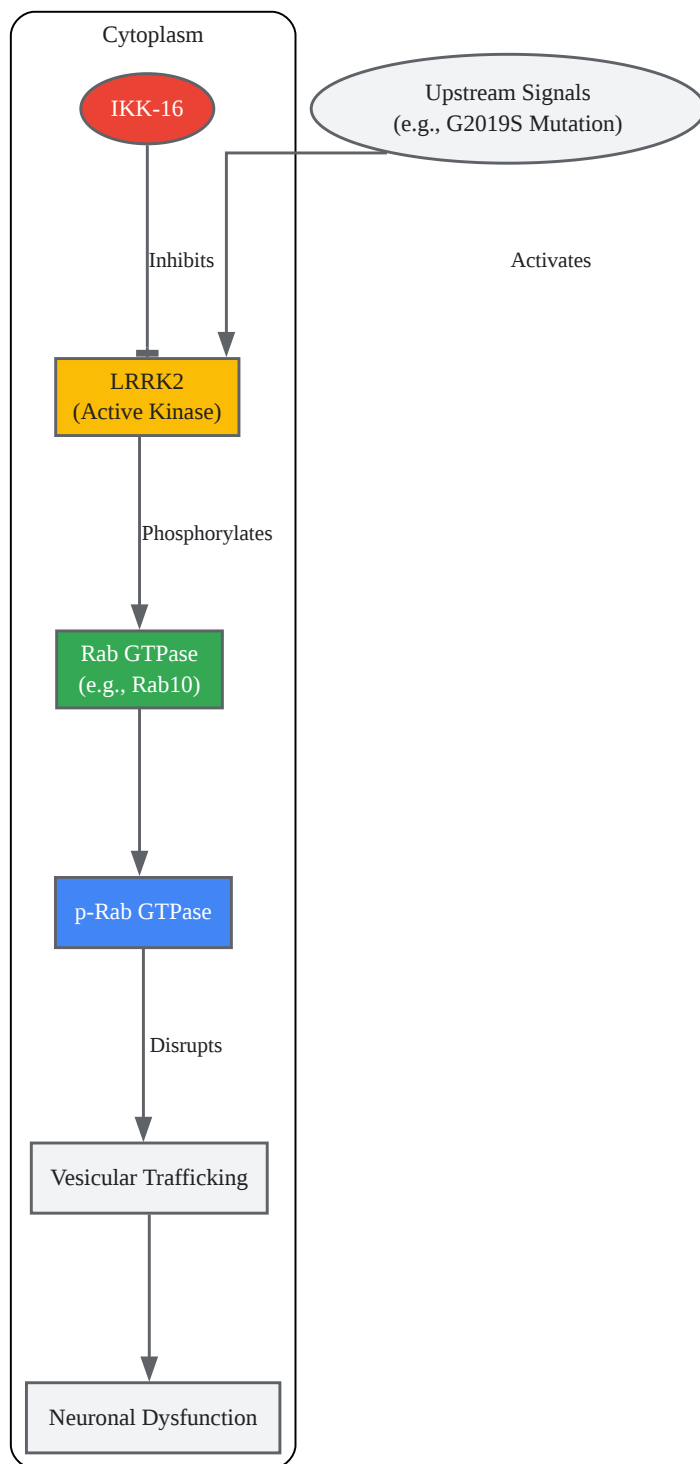 Cytoplasm
IKK-16
Upstream Signals
(e.g., G2019S Mutation)
Inhibits
Activates
LRRK2
(Active Kinase)
Phosphorylates
Rab GTPase
(e.g., Rab10)
p-Rab GTPase
Disrupts
Vesicular Trafficking
Neuronal Dysfunction